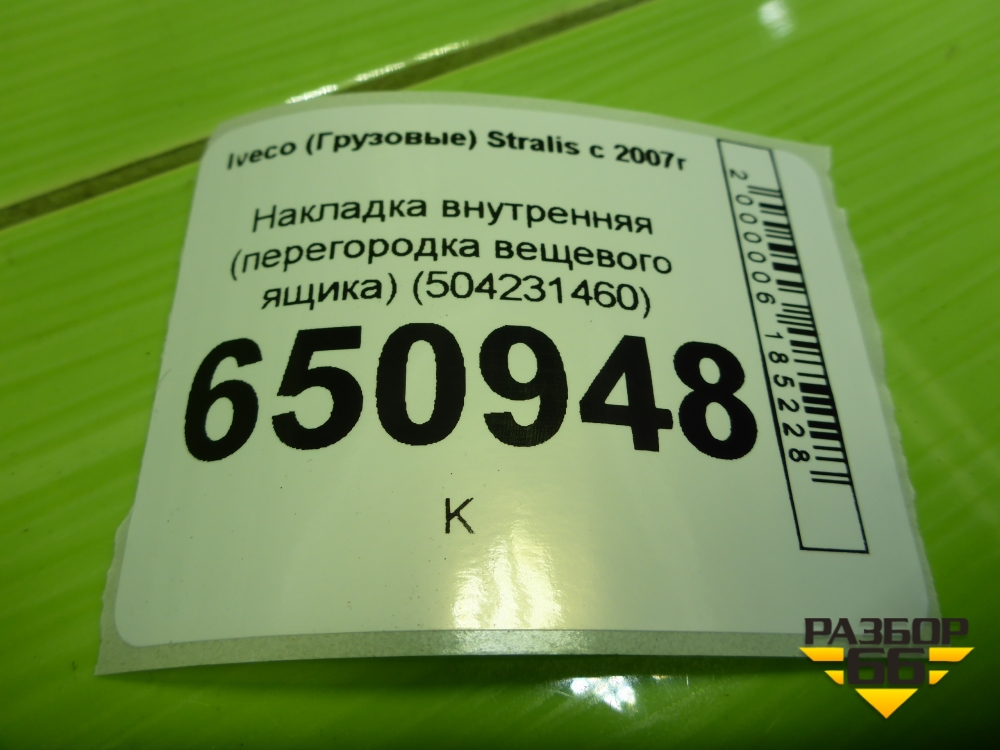 Iveco (Грузовые) Stralis с 2007г
Накладка внутренняя
(перегородка вещевого
ящика) (504231460)
650948
К
2000006185228
РАЗБОР
66